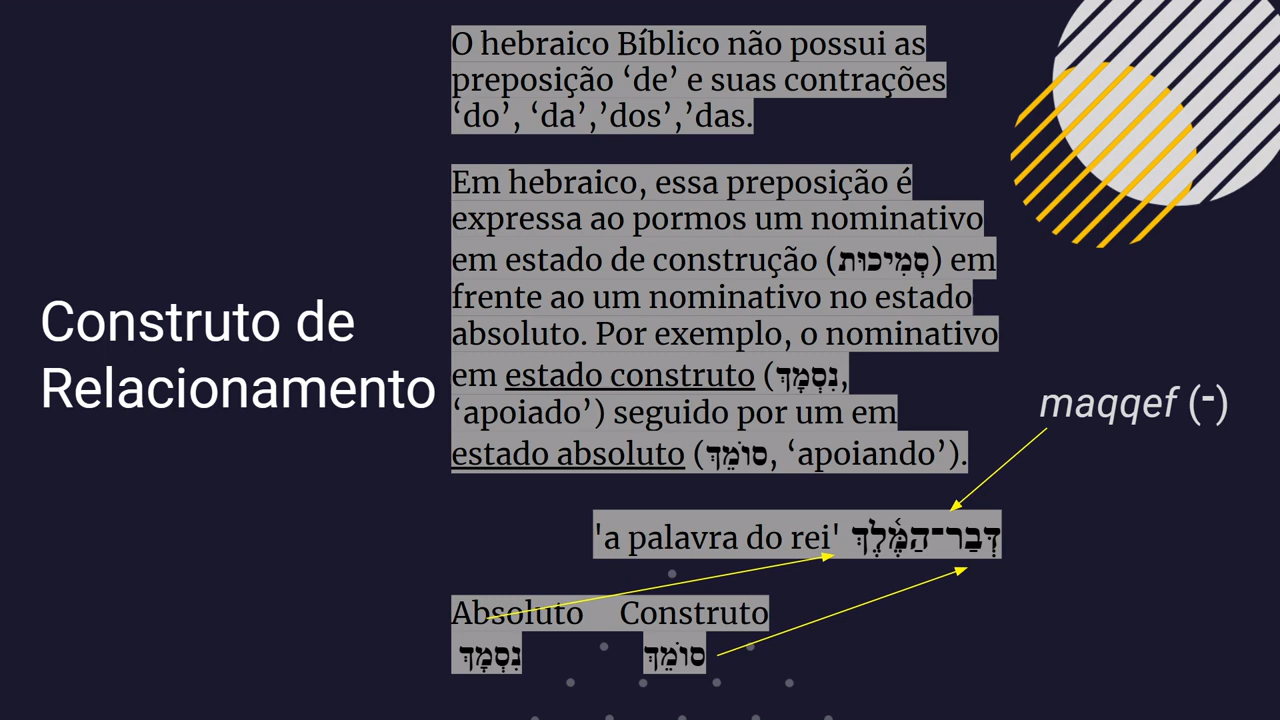 O hebraico Bíblico não possui as
preposição ‘de’ e suas contrações
‘do’, ‘da’,’dos’,’das.
Em hebraico, essa preposição é
expressa ao pormos um nominativo
em estado de construção (סְמִיכוּת) em
frente ao um nominativo no estado
absoluto. Por exemplo, o nominativo
em estado construto (נִסְמָךְ,
‘apoiado’) seguido por um em
estado absoluto (סוֹמֵךְ, ‘apoiando’).
Construto de
Relacionamento
maqqef (־)
'a palavra do rei' דְּבַר־הַמֶּ֫לֶךְ
Absoluto Construto
נִסְמָךְ סוֹמֵךְ